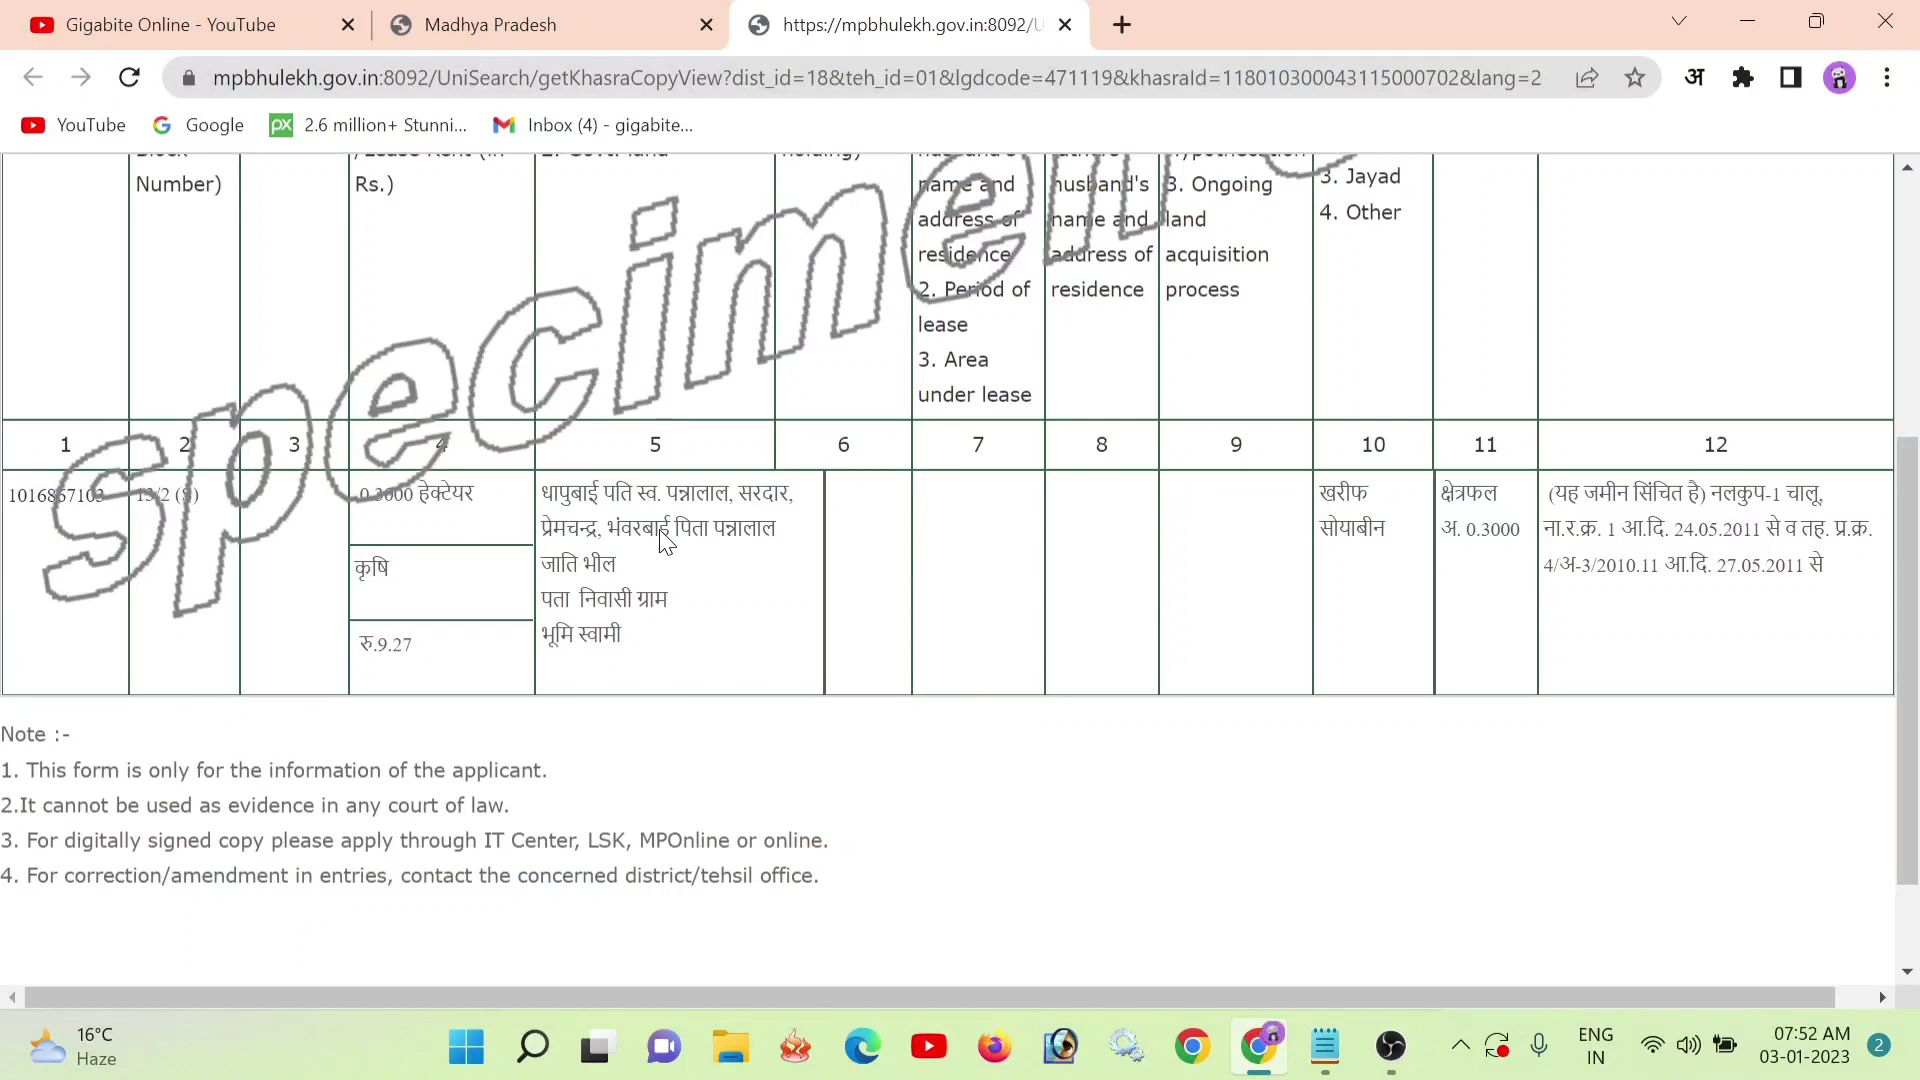 Gigabite Online - YouTube
Madhya Pradesh
https://mpbhulekh.gov.in:8092/U
mpbhulekh.gov.in:8092/UniSearch/getKhasraCopyView?dist_id=18&teh_id=01&lgdcode=471119&khasraId=118010300043115000702&lang=2
अ
YouTube
Google
px
2.6 million+ Stunni...
Inbox (4) - gigabite...
Number)
Rs.)
name and
address of
residence
2. Period of
lease
3. Area
under lease
husband's
name and
address of
residence
3. Ongoing
land
acquisition
process
3. Jayad
4. Other
specimen
1 2 3 4 5 6 7 8 9 10 11 12
1016867103
13/2 (S)
0.3000 हेक्टेयर
कृषि
रु.9.27
धापुबाई पति स्व. पन्नालाल, सरदार,
प्रेमचन्द्र, भंवरबाई पिता पन्नालाल
जाति भील
पता निवासी ग्राम
भूमि स्वामी
खरीफ
सोयाबीन
क्षेत्रफल
अ. 0.3000
(यह जमीन सिंचित है) नलकुप-1 चालू,
ना.र.क्र. 1 आ.दि. 24.05.2011 से व तह. प्र.क्र.
4/अ-3/2010.11 आ.दि. 27.05.2011 से
Note :-
1. This form is only for the information of the applicant.
2.It cannot be used as evidence in any court of law.
3. For digitally signed copy please apply through IT Center, LSK, MPOnline or online.
4. For correction/amendment in entries, contact the concerned district/tehsil office.
16°C
Haze
ENG
IN
07:52 AM
03-01-2023
2